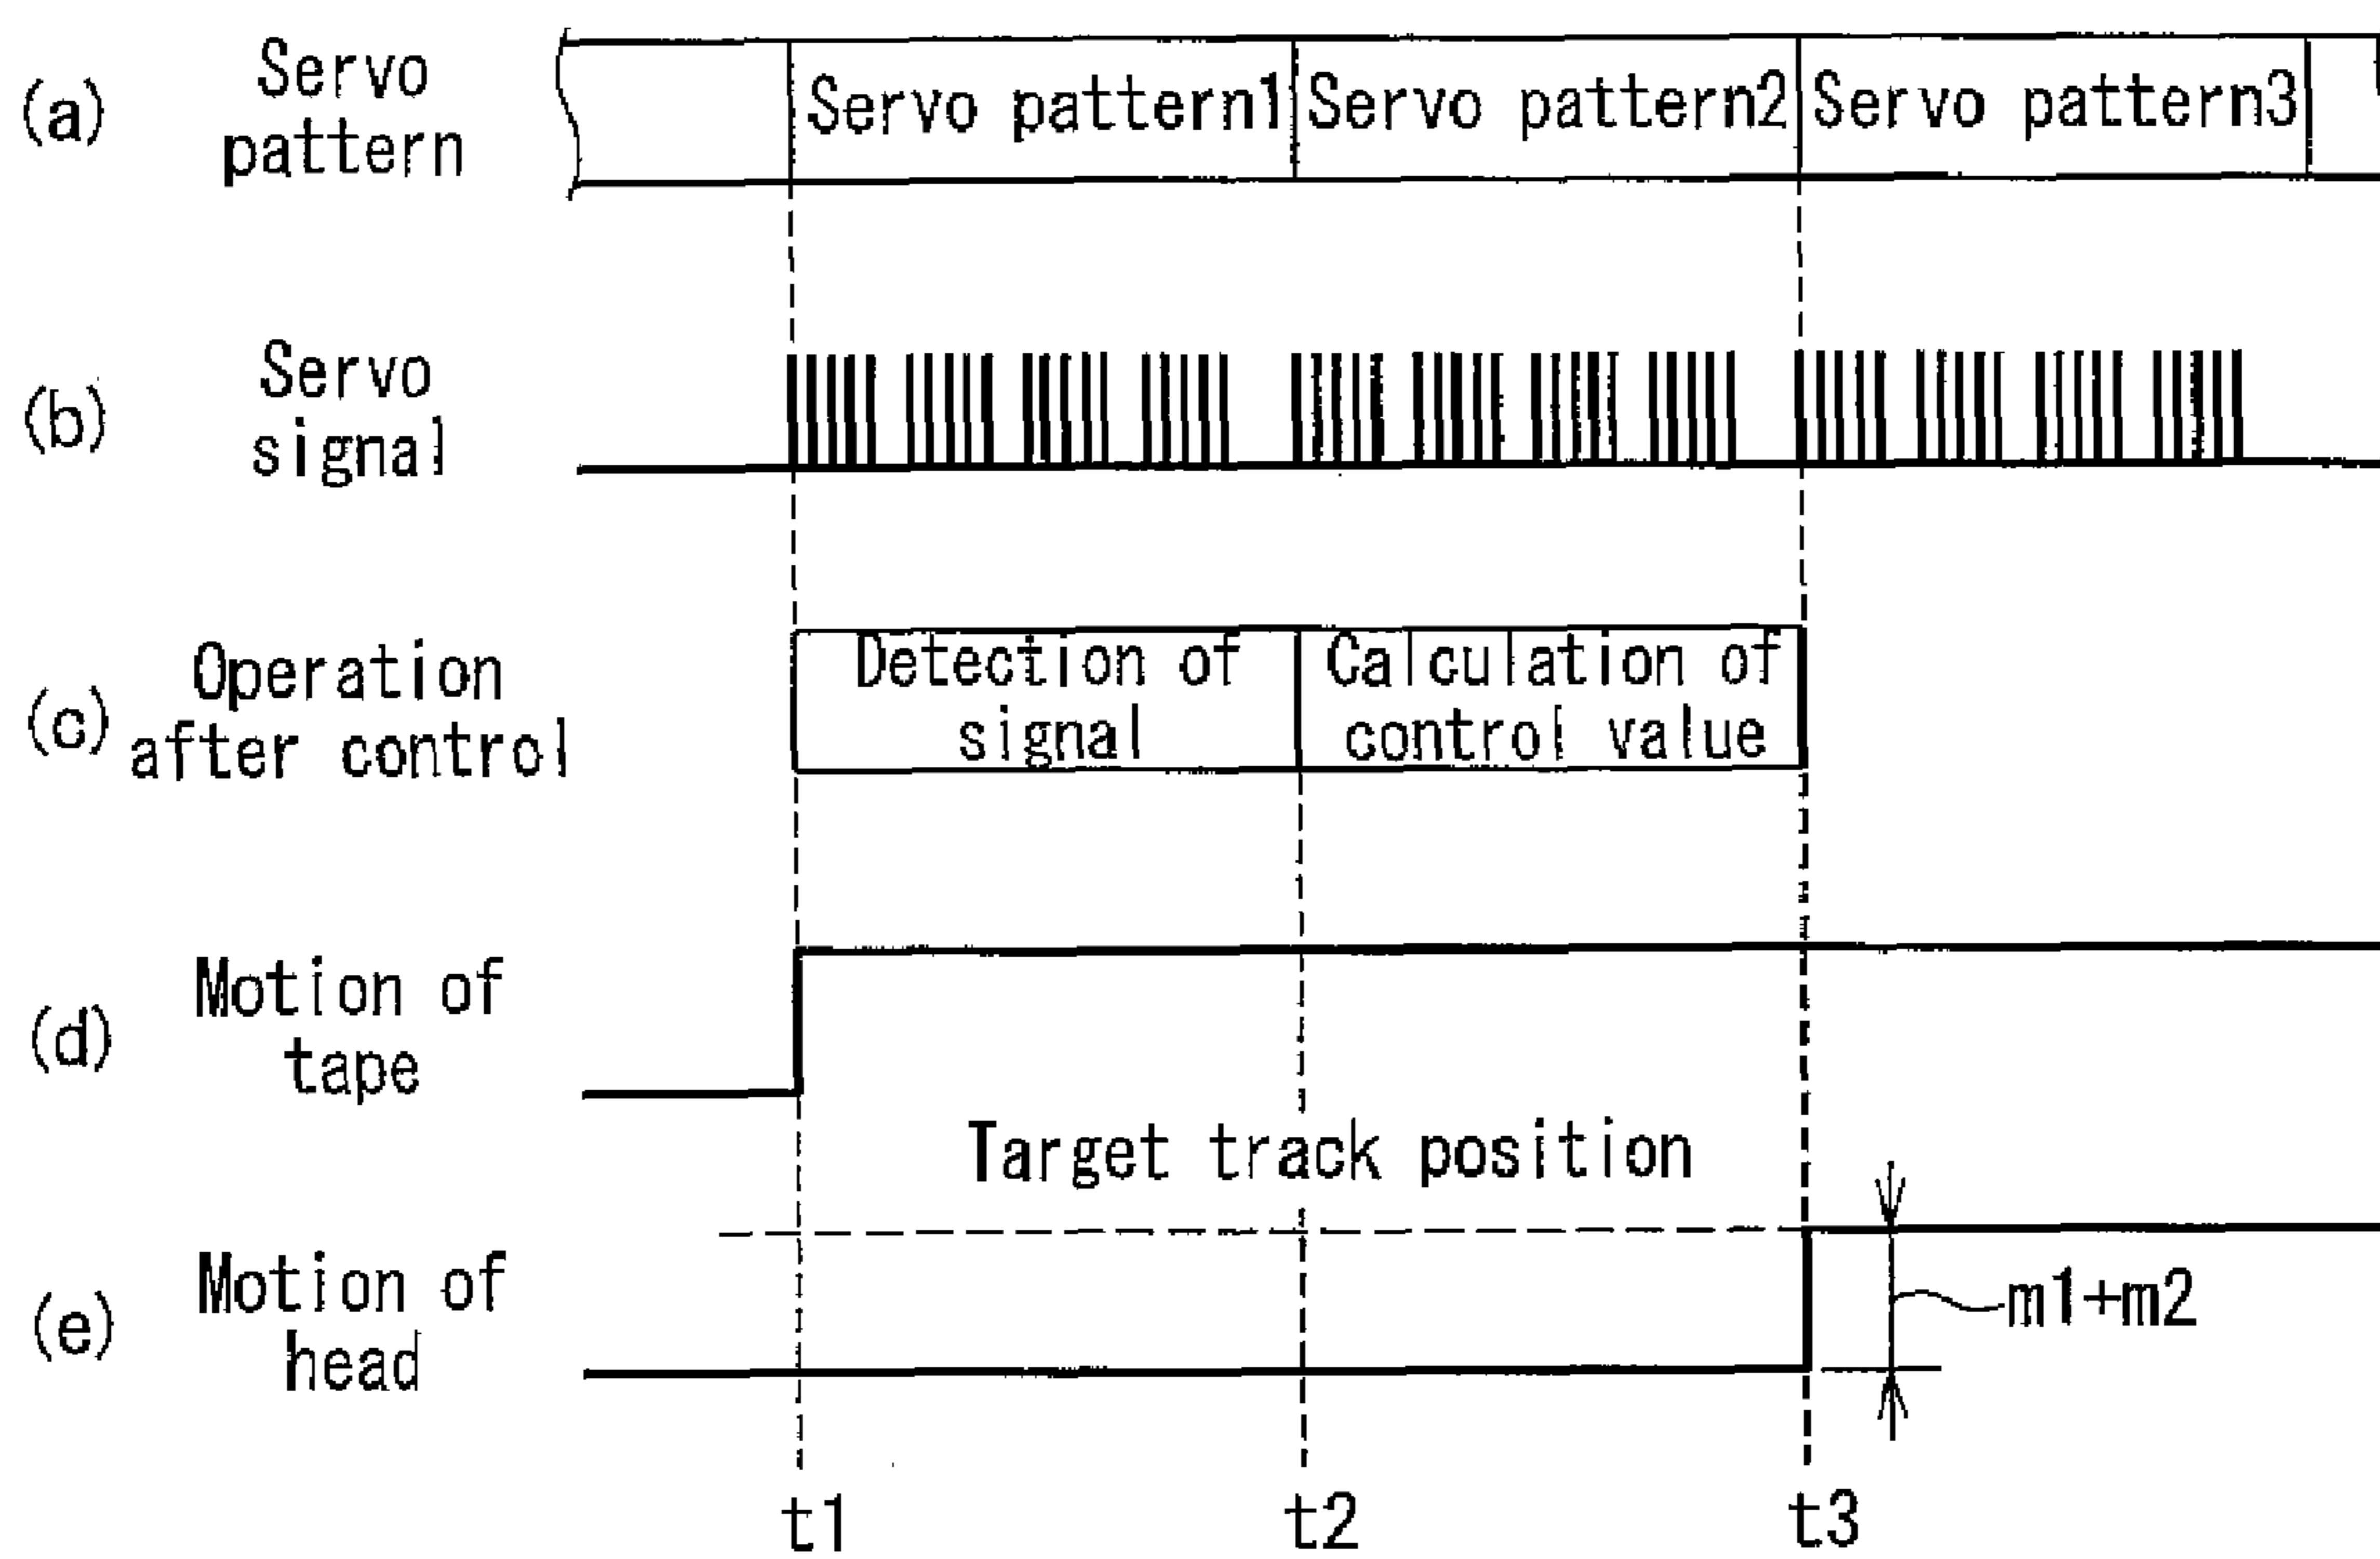 (a)
Servo
pattern
Servo pattern1
Servo pattern2
Servo pattern3
(b)
Servo
signal
(c)
Operation
after control
Detection of
signal
Calculation of
control value
(d)
Motion of
tape
Target track position
(e)
Motion of
head
m1+m2
t1
t2
t3